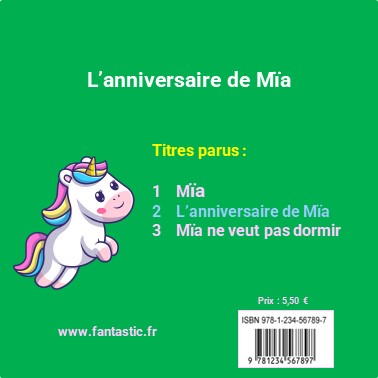 L’anniversaire de Mïa
Titres parus :
1 Mïa
2 L’anniversaire de Mïa
3 Mïa ne veut pas dormir
Prix : 5,50 €
ISBN 978-1-234-56789-7
9 781234 567897
www.fantastic.fr